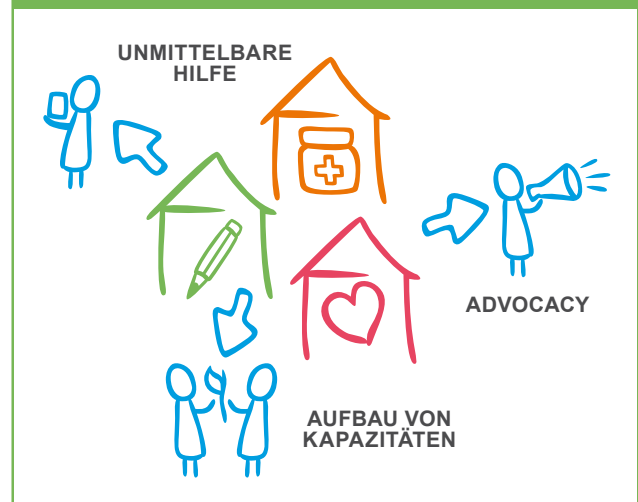 UNMITTELBARE
HILFE
ADVOCACY
AUFBAU VON
KAPAZITÄTEN